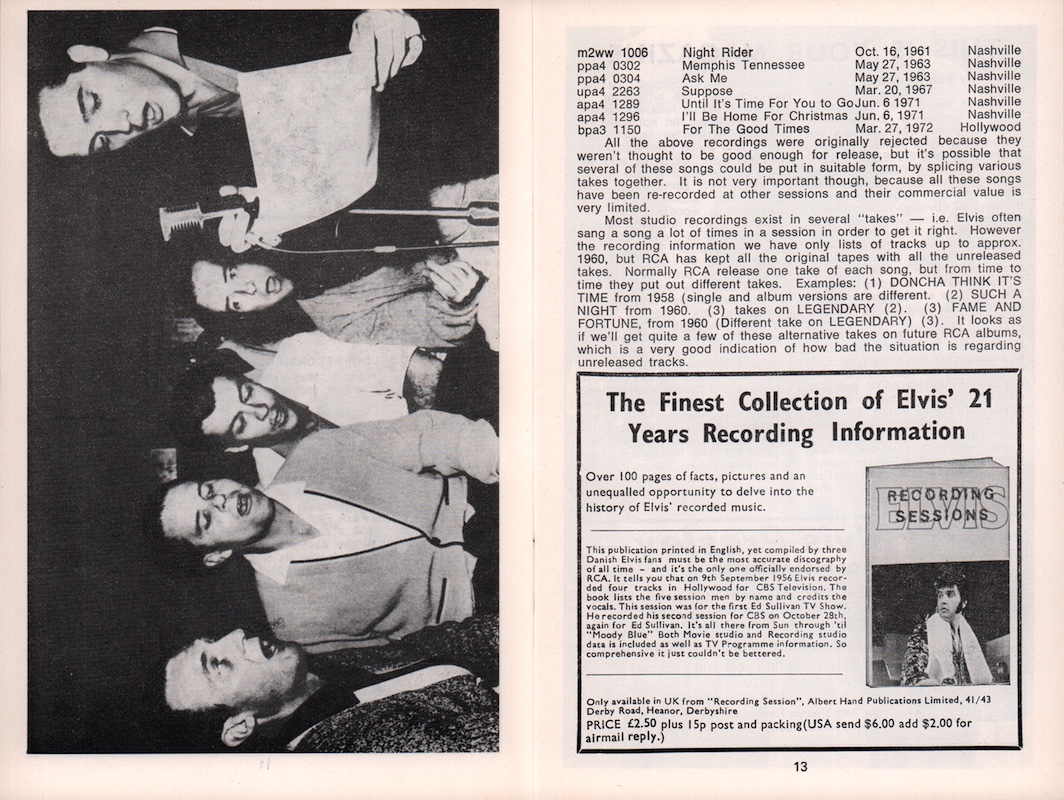 m2ww 1006 Night Rider Oct. 16, 1961 Nashville
ppa4 0302 Memphis Tennessee May 27, 1963 Nashville
ppa4 0304 Ask Me May 27, 1963 Nashville
upa4 2263 Suppose Mar. 20, 1967 Nashville
apa4 1289 Until It's Time For You to Go Jun. 6 1971 Nashville
apa4 1296 I'll Be Home For Christmas Jun. 6, 1971 Nashville
bpa3 1150 For The Good Times Mar. 27, 1972 Hollywood
All the above recordings were originally rejected because they
weren't thought to be good enough for release, but it's possible that
several of these songs could be put in suitable form, by splicing various
takes together. It is not very important though, because all these songs
have been re-recorded at other sessions and their commercial value is
very limited.
Most studio recordings exist in several "takes" — i.e. Elvis often
sang a song a lot of times in a session in order to get it right. However
the recording information we have only lists of tracks up to approx.
1960, but RCA has kept all the original tapes with all the unreleased
takes. Normally RCA release one take of each song, but from time to
time they put out different takes. Examples: (1) DONCHA THINK IT'S
TIME from 1958 (single and album versions are different. (2) SUCH A
NIGHT from 1960. (3) takes on LEGENDARY (2). (3) FAME AND
FORTUNE, from 1960 (Different take on LEGENDARY) (3). It looks as
if we'll get quite a few of these alternative takes on future RCA albums,
which is a very good indication of how bad the situation is regarding
unreleased tracks.
The Finest Collection of Elvis' 21
Years Recording Information
Over 100 pages of facts, pictures and an
unequalled opportunity to delve into the
history of Elvis' recorded music.
This publication printed in English, yet compiled by three
Danish Elvis fans must be the most accurate discography
of all time – and it's the only one officially endorsed by
RCA. It tells you that on 9th September 1956 Elvis recor-
ded four tracks in Hollywood for CBS Television. The
book lists the five session men by name and credits the
vocals. This session was for the first Ed Sullivan TV Show.
He recorded his second session for CBS on October 28th,
again for Ed Sullivan, It's all there from Sun through 'til
"Moody Blue" Both Movie studio and Recording studio
data is included as well as TV Programme information. So
comprehensive it just couldn't be bettered.
ELVIS
RECORDING
SESSIONS
Only available in UK from "Recording Session", Albert Hand Publications Limited, 41/43
Derby Road, Heanor, Derbyshire
PRICE £2.50 plus 15p post and packing(USA send $6.00 add $2.00 for
airmail reply.)
13